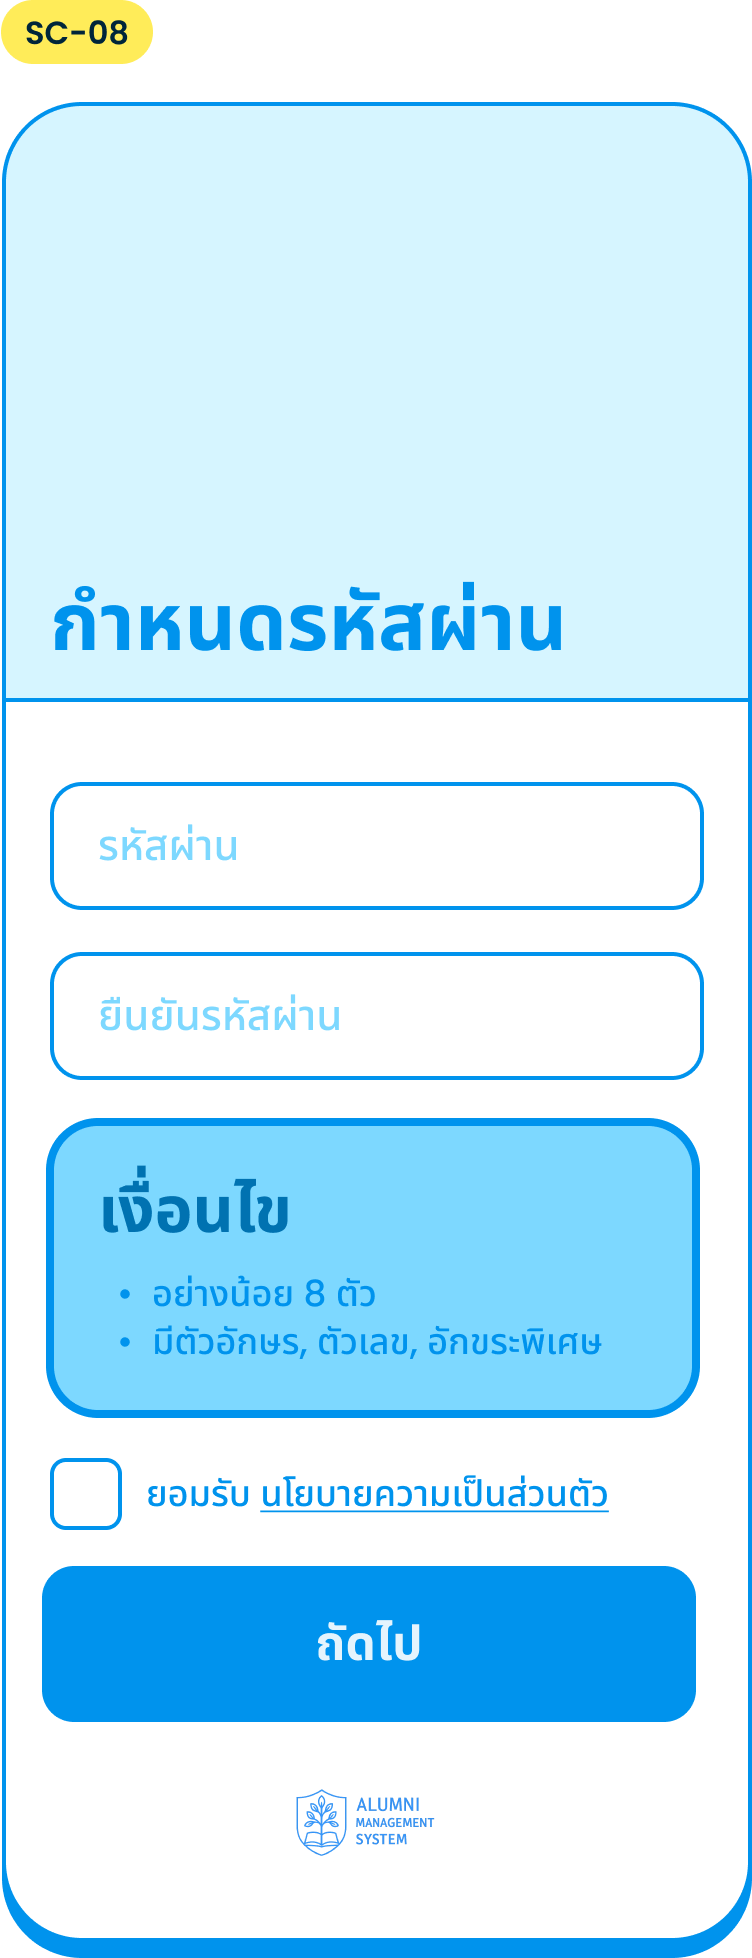 SC-08
กำหนดรหัสผ่าน
รหัสผ่าน
ยืนยันรหัสผ่าน
เงื่อนไข
• อย่างน้อย 8 ตัว
• มีตัวอักษร, ตัวเลข, อักขระพิเศษ
ยอมรับ นโยบายความเป็นส่วนตัว
ถัดไป
ALUMNI
MANAGEMENT
SYSTEM